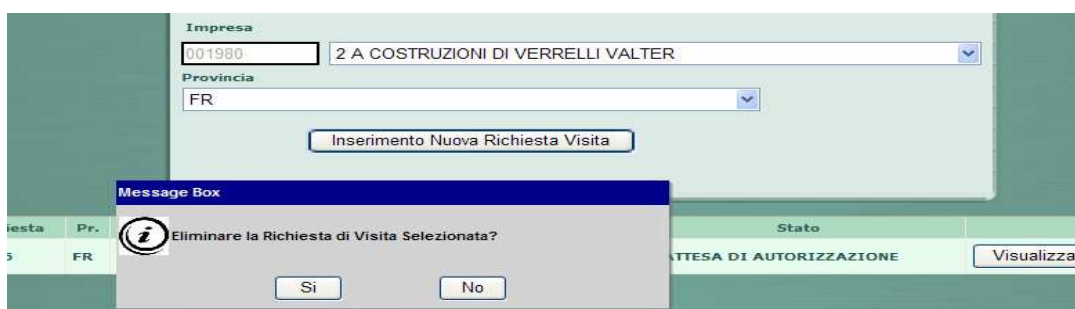 Impresa
001980 2 A COSTRUZIONI DI VERRELLI VALTER
Provincia
FR
Inserimento Nuova Richiesta Visita
Message Box
iesta Pr. Stato
Eliminare la Richiesta di Visita Selezionata?
FR TTESA DI AUTORIZZAZIONE Visualizza
Si No